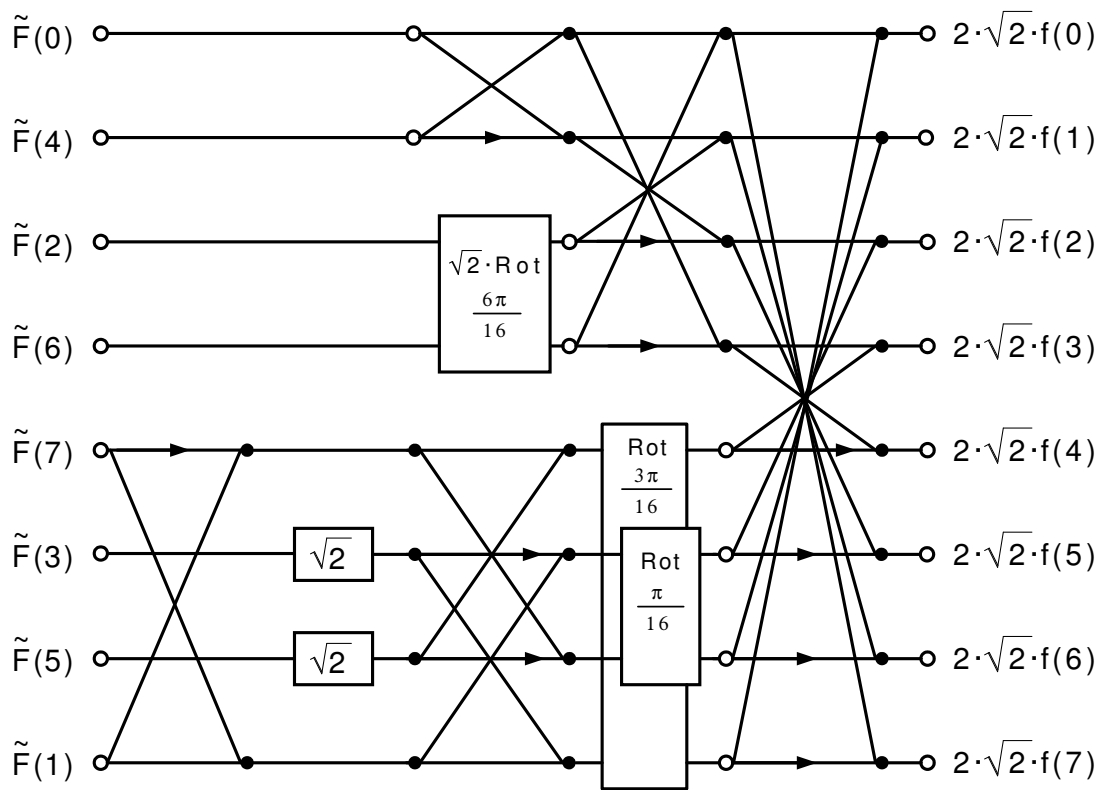 F̃(0) 2·√2·f(0)
F̃(4) 2·√2·f(1)
F̃(2) 2·√2·f(2)
√2·Rot
6π
16
F̃(6) 2·√2·f(3)
F̃(7) 2·√2·f(4)
Rot
3π
16
F̃(3) √2 2·√2·f(5)
Rot
π
16
F̃(5) √2 2·√2·f(6)
F̃(1) 2·√2·f(7)